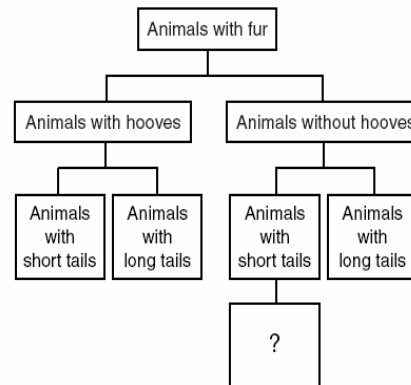 Animals with fur
Animals with hooves
Animals without hooves
Animals
with
short tails
Animals
with
long tails
Animals
with
short tails
Animals
with
long tails
?